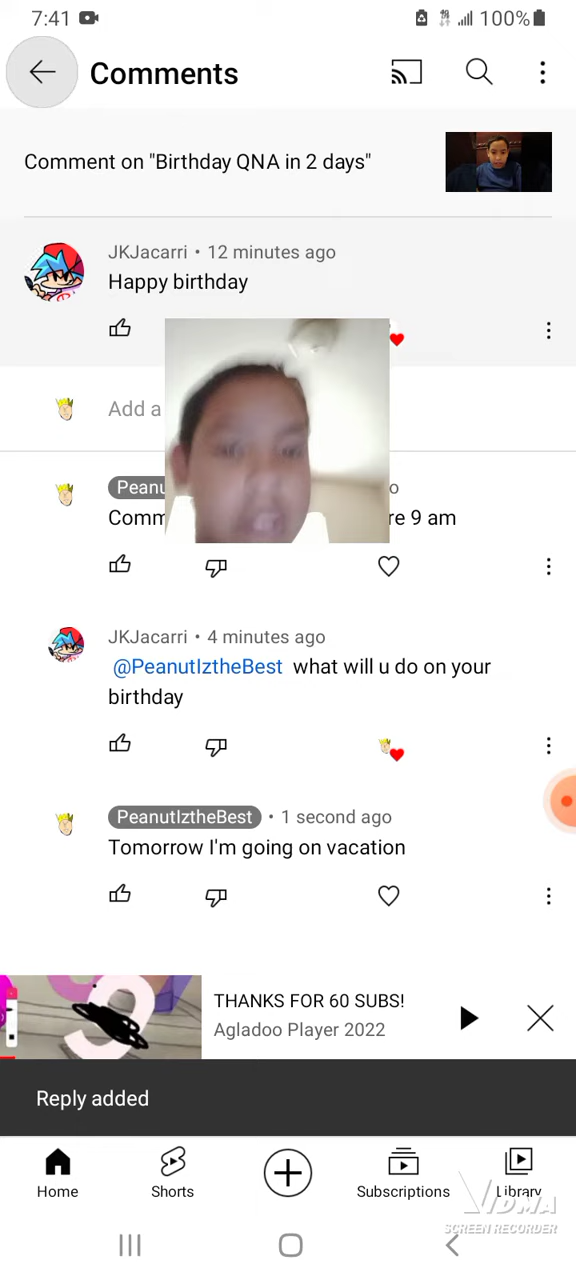 7:41
100%
Comments
Comment on "Birthday QNA in 2 days"
JKJacarri • 12 minutes ago
Happy birthday
Add a
Peanu
o
Comm re 9 am
JKJacarri • 4 minutes ago
@PeanutIztheBest what will u do on your
birthday
PeanutIztheBest • 1 second ago
Tomorrow I'm going on vacation
THANKS FOR 60 SUBS!
Agladoo Player 2022
Reply added
Home
Shorts
Subscriptions
Library
VIDMA
SCREEN RECORDER